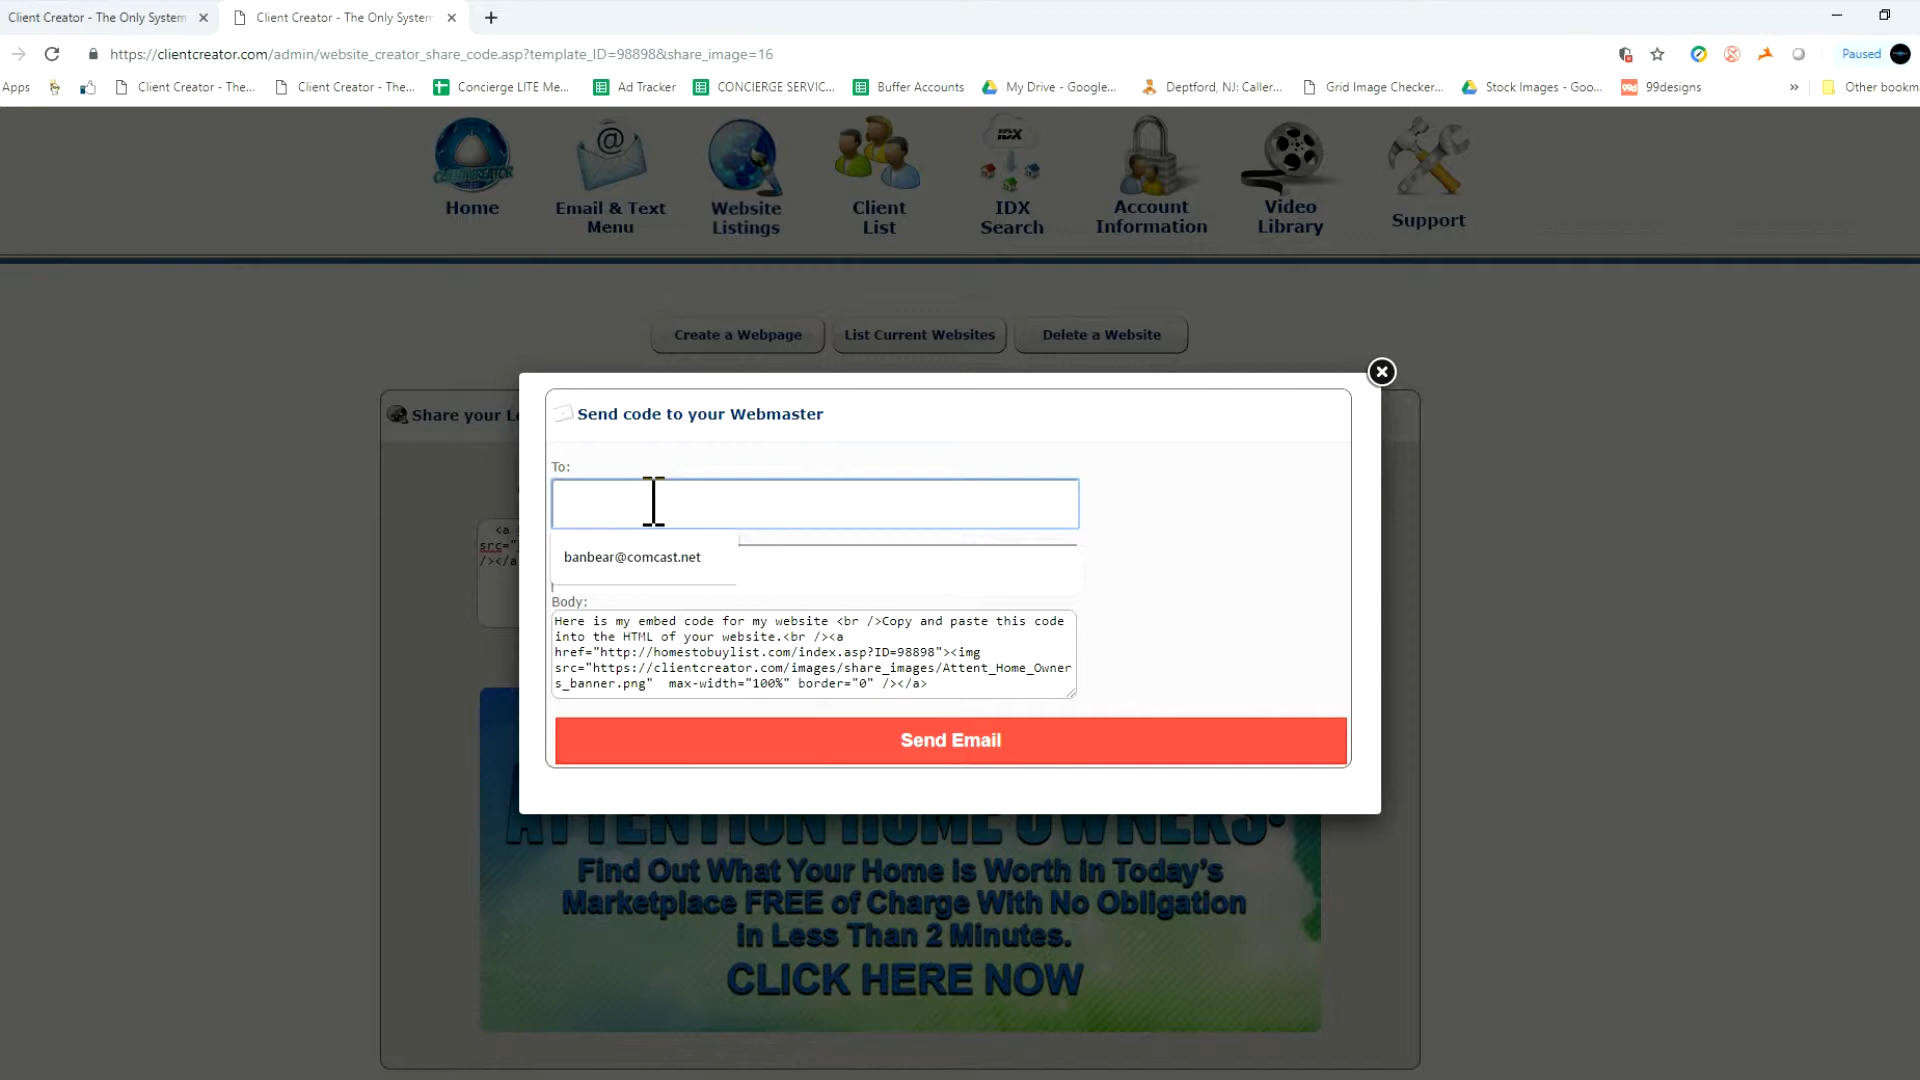 Client Creator - The Only System
Client Creator - The Only System
https://clientcreator.com/admin/website_creator_share_code.asp?template_ID=98898&share_image=16
Paused
Apps
Client Creator - The...
Client Creator - The...
Concierge LITE Me...
Ad Tracker
CONCIERGE SERVIC...
Buffer Accounts
My Drive - Google...
Deptford, NJ: Caller...
Grid Image Checker...
Stock Images - Goo...
99designs
»
Other bookm
IDX
CLIENTCREATOR
Home
Email & Text
Menu
Website
Listings
Client
List
IDX
Search
Account
Information
Video
Library
Support
Create a Webpage
List Current Websites
Delete a Website
Share your Le
<a
src="
/></a
Send code to your Webmaster
To:
banbear@comcast.net
Body:
Here is my embed code for my website <br />Copy and paste this code
into the HTML of your website.<br /><a
href="http://homestobuylist.com/index.asp?ID=98898"><img
src="https://clientcreator.com/images/share_images/Attent_Home_Owner
s_banner.png"  max-width="100%" border="0" /></a>
Send Email
ATTENTION HOME OWNERS:
Find Out What Your Home is Worth in Today's
Marketplace FREE of Charge With No Obligation
in Less Than 2 Minutes.
CLICK HERE NOW